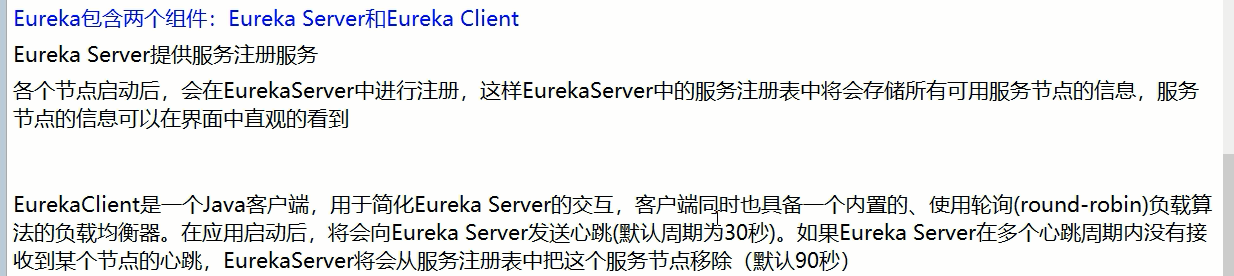 Eureka包含两个组件：Eureka Server和Eureka Client
Eureka Server提供服务注册服务
各个节点启动后，会在EurekaServer中进行注册，这样EurekaServer中的服务注册表中将会存储所有可用服务节点的信息，服务
节点的信息可以在界面中直观的看到
EurekaClient是一个Java客户端，用于简化Eureka Server的交互，客户端同时也具备一个内置的、使用轮询(round-robin)负载算
法的负载均衡器。在应用启动后，将会向Eureka Server发送心跳(默认周期为30秒)。如果Eureka Server在多个心跳周期内没有接
收到某个节点的心跳，EurekaServer将会从服务注册表中把这个服务节点移除（默认90秒）